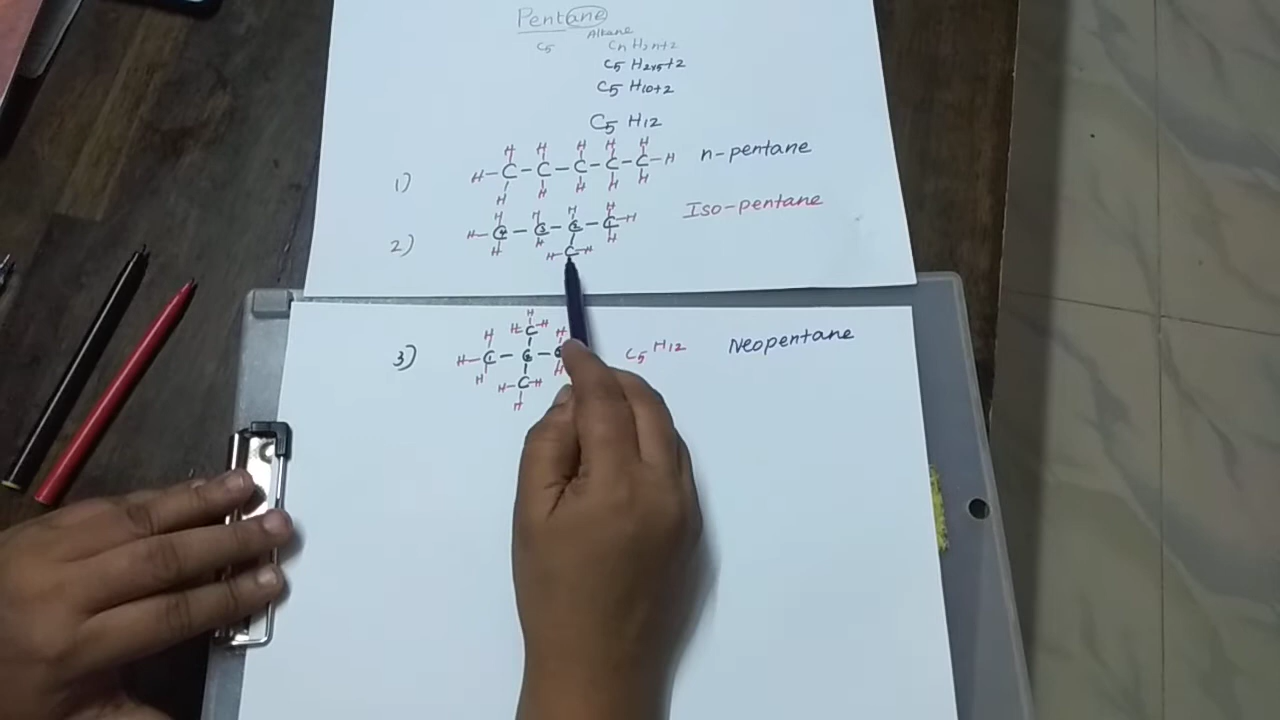 Pentane
Alkane
C5 CnH2n+2
C5 H2x5+2
C5 H10+2
C5 H12
H H H H H
1) H-C-C-C-C-C-H n-pentane
H H H H H
H H H H
2) H-C-C-C-C-H Iso-pentane
H H H
H-C-H
H
H-C-H
H H
3) H-C-C- C5H12 Neopentane
H H
H-C-H
H